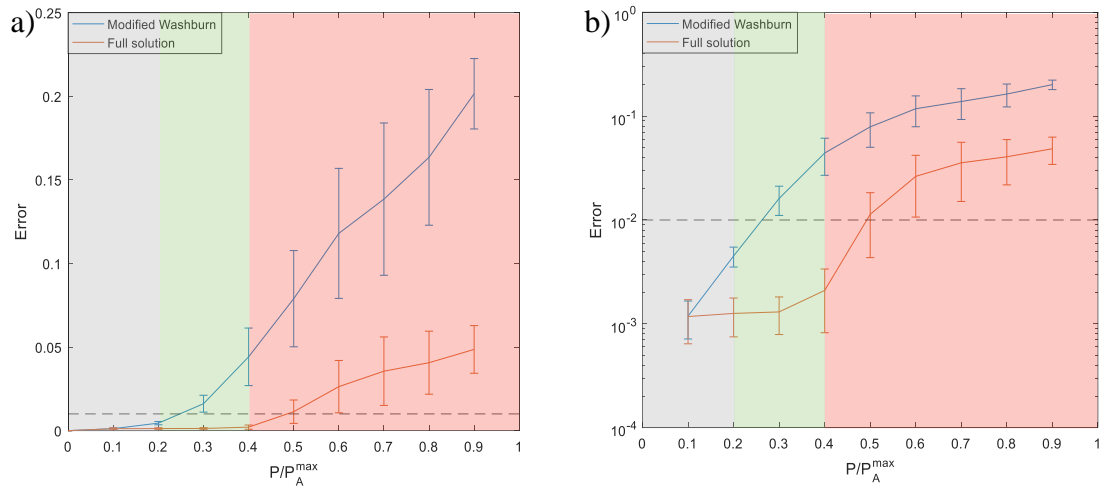 a)
Modified Washburn
Full solution
0.25
0.2
0.15
0.1
0.05
0
Error
0 0.1 0.2 0.3 0.4 0.5 0.6 0.7 0.8 0.9 1
P/P_A^max
b)
Modified Washburn
Full solution
10^0
10^-1
10^-2
10^-3
10^-4
Error
0 0.1 0.2 0.3 0.4 0.5 0.6 0.7 0.8 0.9 1
P/P_A^max